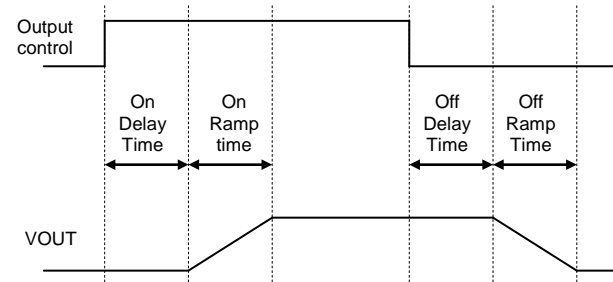 Output
control
On
Delay
Time
On
Ramp
time
Off
Delay
Time
Off
Ramp
Time
VOUT